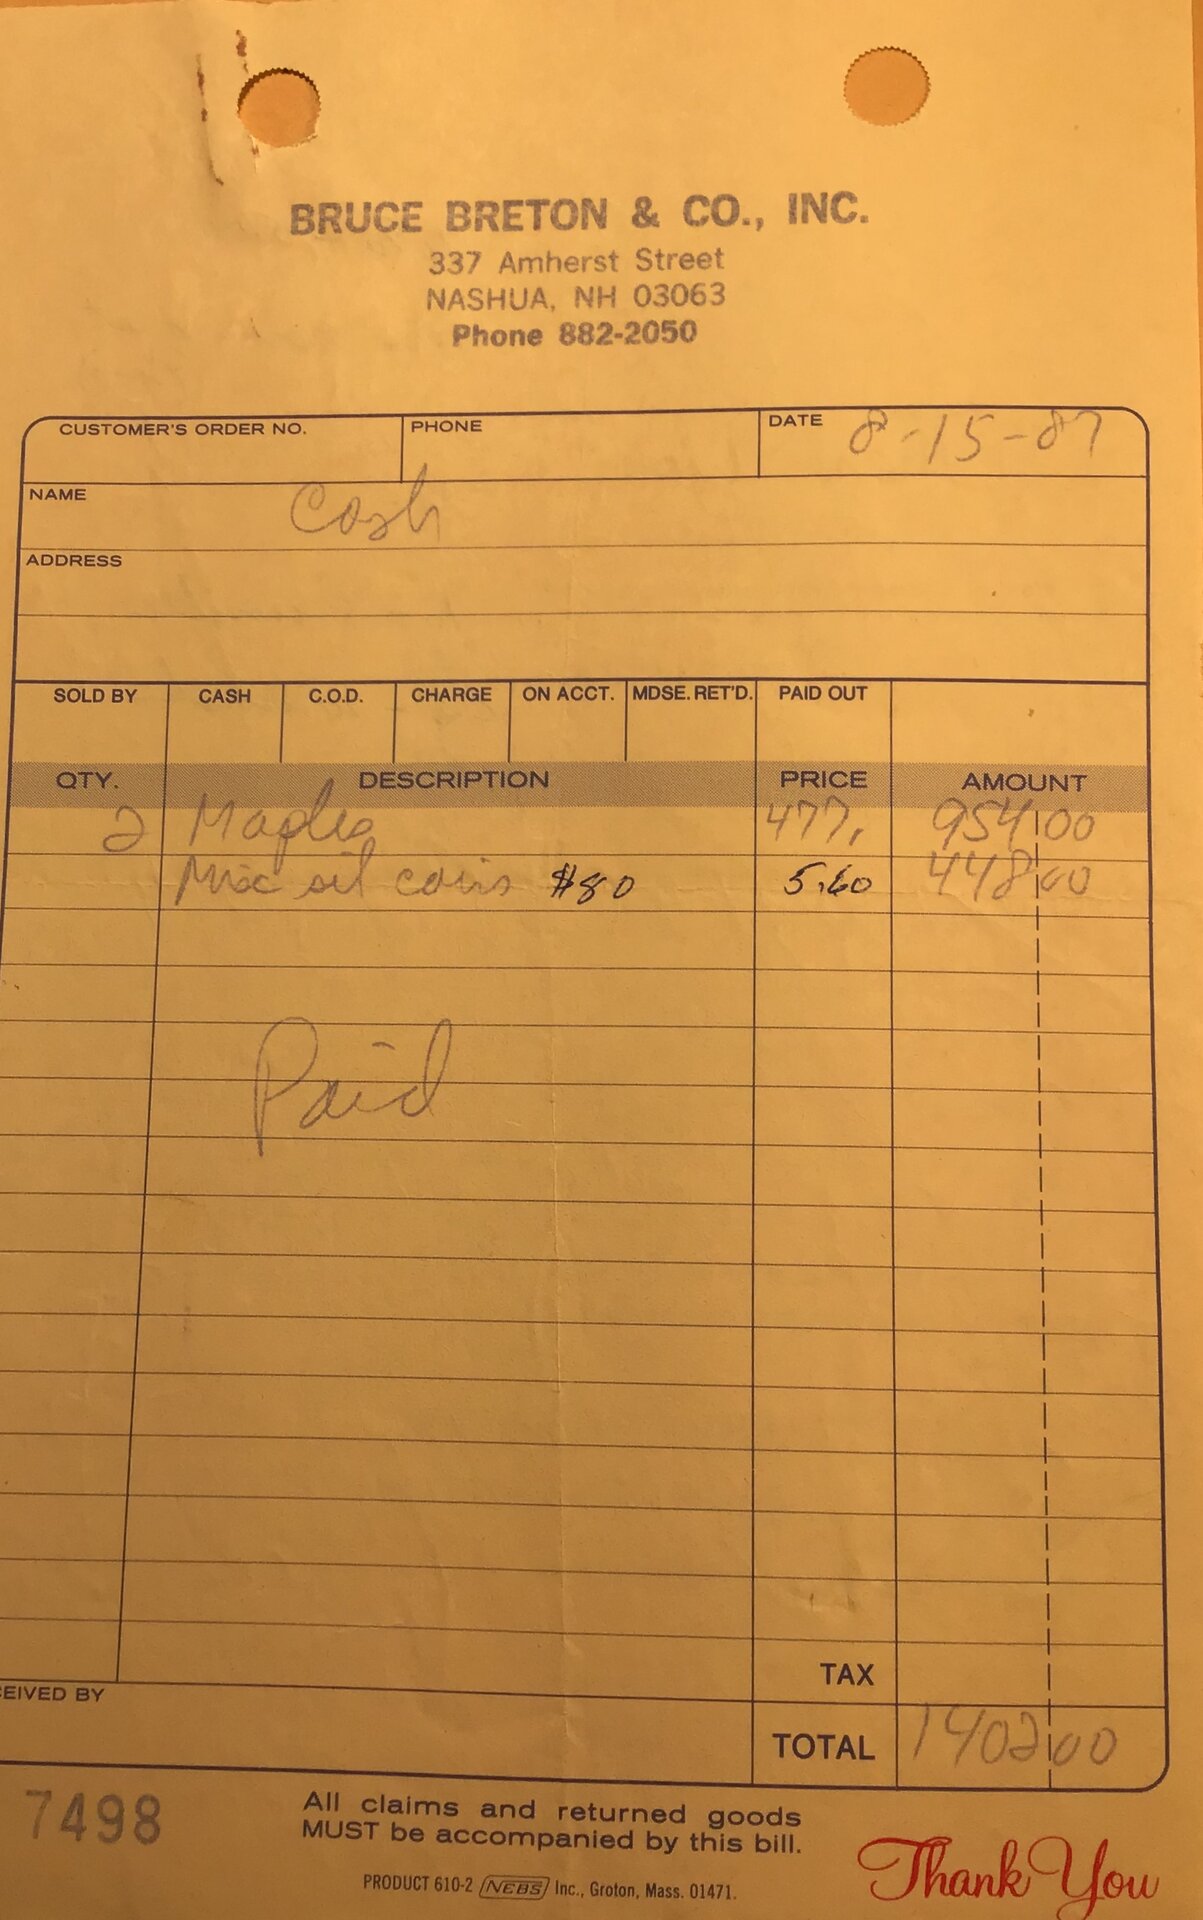 BRUCE BRETON & CO., INC.
337 Amherst Street
NASHUA, NH 03063
Phone 882-2050
CUSTOMER'S ORDER NO. PHONE DATE 8-15-87
NAME Cash
ADDRESS
SOLD BY CASH C.O.D. CHARGE ON ACCT. MDSE. RET'D. PAID OUT
QTY. DESCRIPTION PRICE AMOUNT
2 Maples 477. 954 00
Mix sil coins $80 5.60 448 00
Paid
TAX
CEIVED BY
TOTAL 1402 00
7498
All claims and returned goods
MUST be accompanied by this bill.
Thank You
PRODUCT 610-2 NEBS Inc., Groton, Mass. 01471.